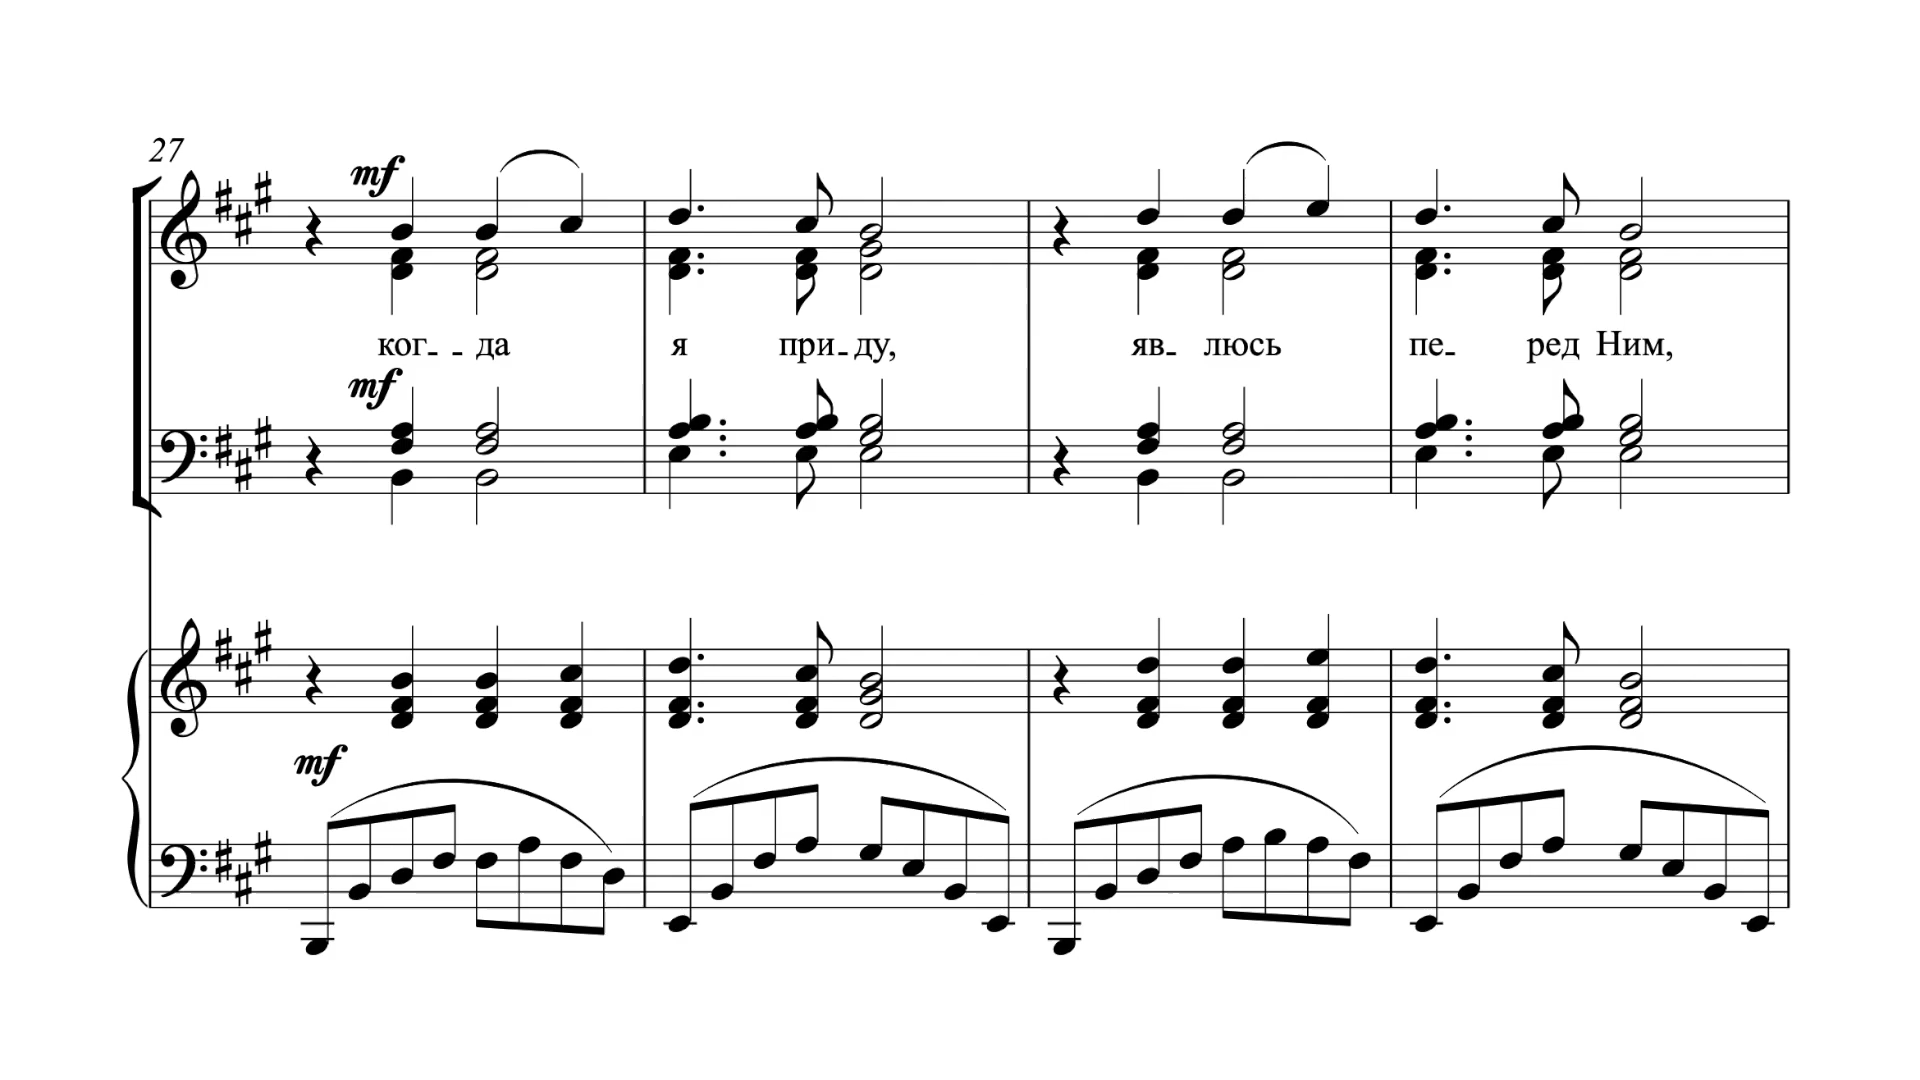 27
mf
ког - - да я при - ду, яв - люсь пе - ред Ним,
mf
mf